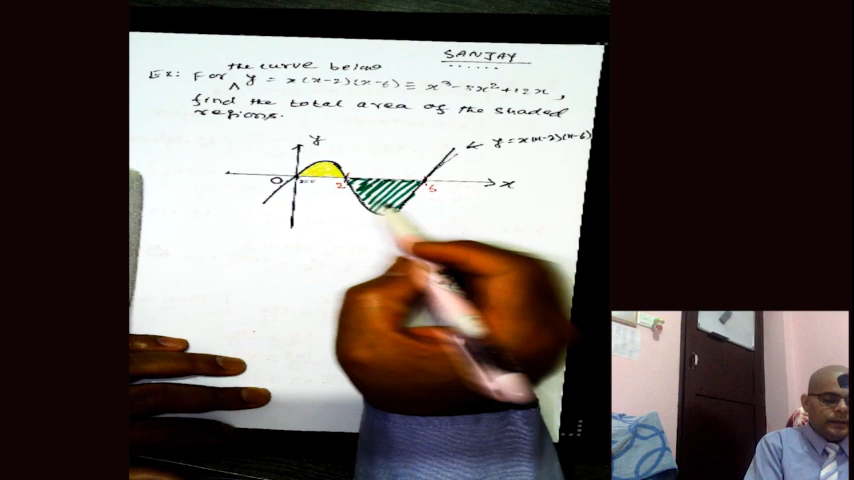 SANJAY
the curve below
Ex: For ^ y = x(x-2)(x-6) ≡ x³-8x²+12x,
find the total area of the shaded
regions.
y
y = x(x-2)(x-6)
O
2
6
x